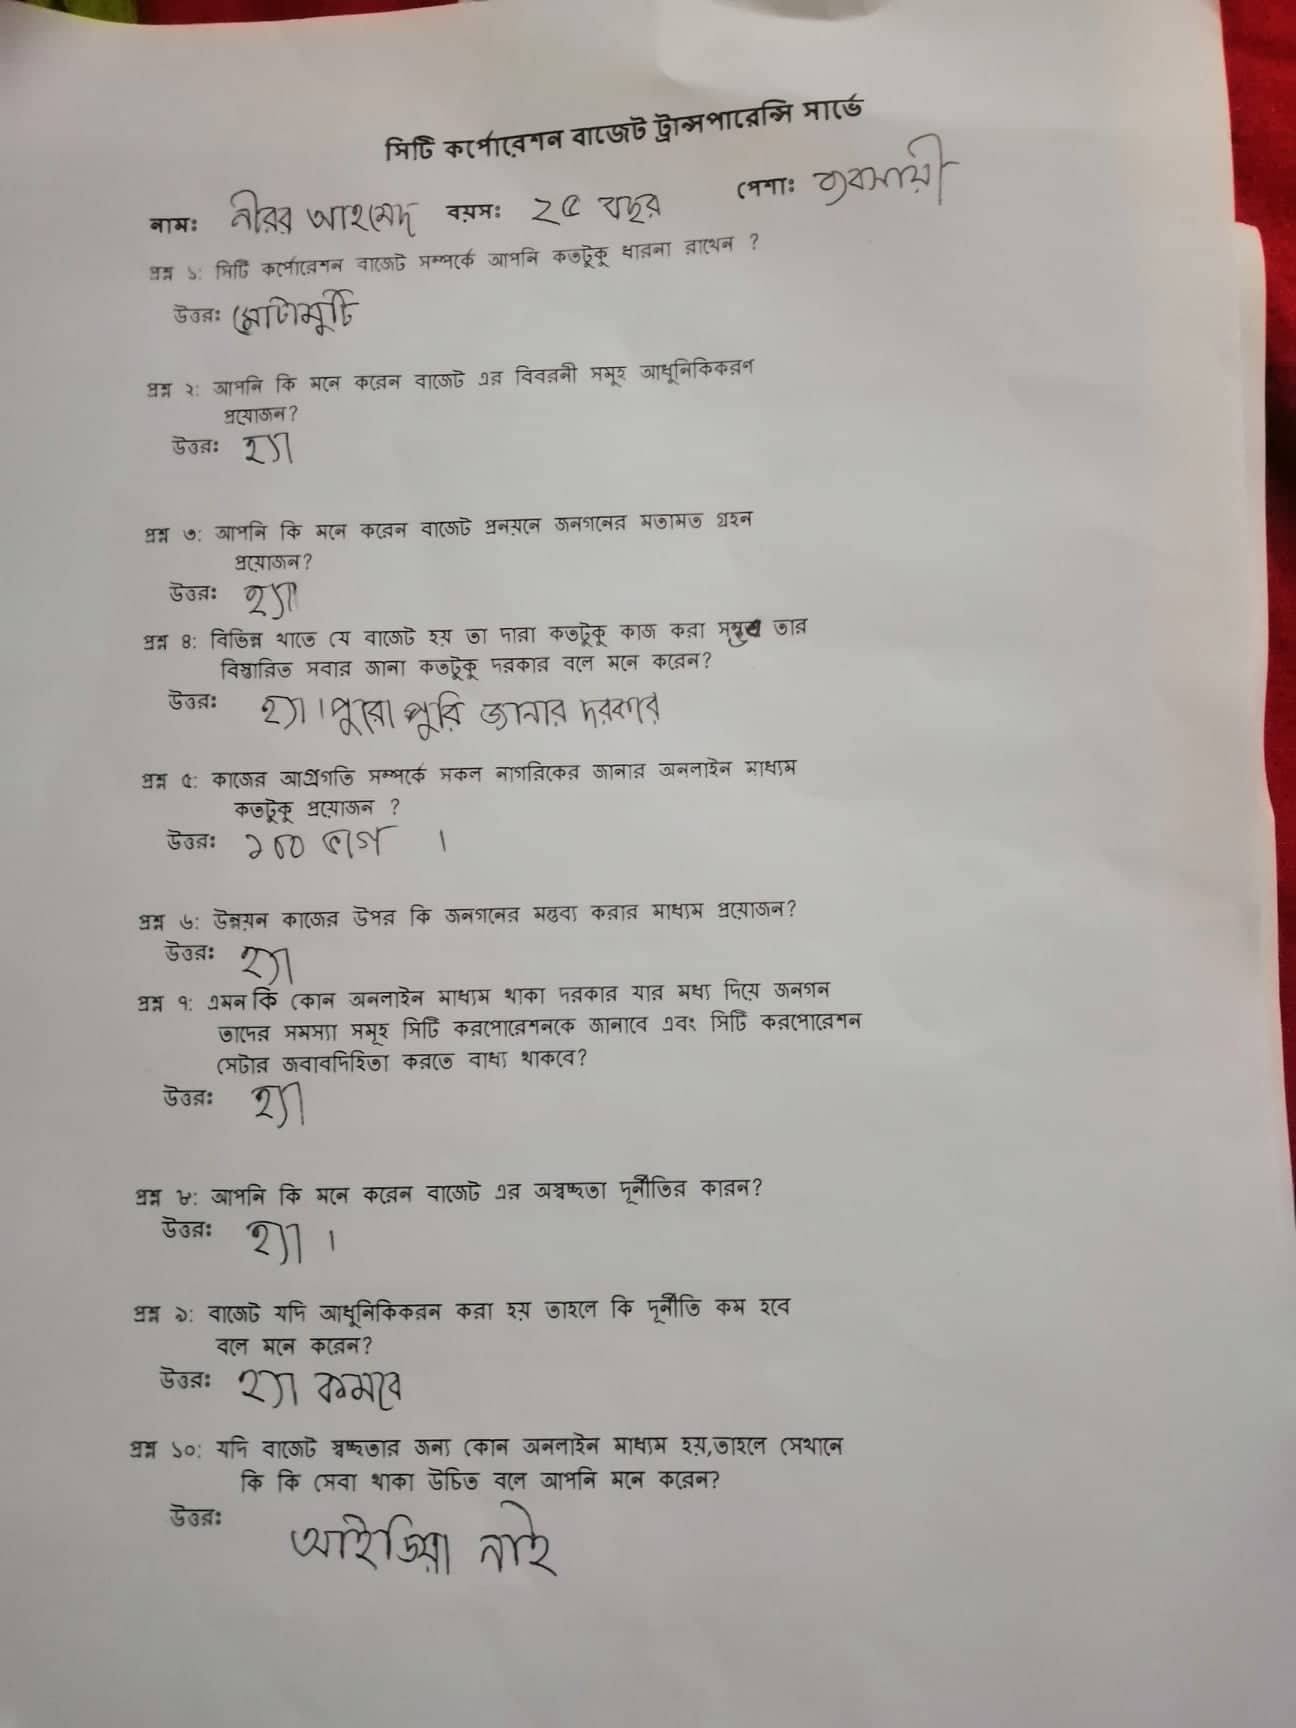 সিটি কর্পোরেশন বাজেট ট্রান্সপারেন্সি সার্ভে
নামঃ নীরব আহমেদ বয়সঃ ২৫ বছর পেশাঃ ব্যবসায়ী
প্রশ্ন ১: সিটি কর্পোরেশন বাজেট সম্পর্কে আপনি কতটুকু ধারনা রাখেন ?
উত্তরঃ মোটামুটি
প্রশ্ন ২: আপনি কি মনে করেন বাজেট এর বিবরনী সমূহ আধুনিকিকরণ
প্রয়োজন?
উত্তরঃ হ্যা
প্রশ্ন ৩: আপনি কি মনে করেন বাজেট প্রনয়নে জনগনের মতামত গ্রহন
প্রয়োজন?
উত্তরঃ হ্যা
প্রশ্ন ৪: বিভিন্ন খাতে যে বাজেট হয় তা দারা কতটুকু কাজ করা সম্ভব তার
বিস্তারিত সবার জানা কতটুকু দরকার বলে মনে করেন?
উত্তরঃ হ্যা । পুরো পুরি জানার দরকার
প্রশ্ন ৫: কাজের আগ্রগতি সম্পর্কে সকল নাগরিকের জানার অনলাইন মাধ্যম
কতটুকু প্রয়োজন ?
উত্তরঃ ১০০ ভাগ ।
প্রশ্ন ৬: উন্নয়ন কাজের উপর কি জনগনের মন্তব্য করার মাধ্যম প্রয়োজন?
উত্তরঃ হ্যা
প্রশ্ন ৭: এমন কি কোন অনলাইন মাধ্যম থাকা দরকার যার মধ্য দিয়ে জনগন
তাদের সমস্যা সমূহ সিটি করপোরেশনকে জানাবে এবং সিটি করপোরেশন
সেটার জবাবদিহিতা করতে বাধ্য থাকবে?
উত্তরঃ হ্যা
প্রশ্ন ৮: আপনি কি মনে করেন বাজেট এর অস্বচ্ছতা দূর্নীতির কারন?
উত্তরঃ হ্যা ।
প্রশ্ন ৯: বাজেট যদি আধুনিকিকরন করা হয় তাহলে কি দূর্নীতি কম হবে
বলে মনে করেন?
উত্তরঃ হ্যা কমবে
প্রশ্ন ১০: যদি বাজেট স্বচ্ছতার জন্য কোন অনলাইন মাধ্যম হয়,তাহলে সেখানে
কি কি সেবা থাকা উচিত বলে আপনি মনে করেন?
উত্তরঃ
আইডিয়া নাই